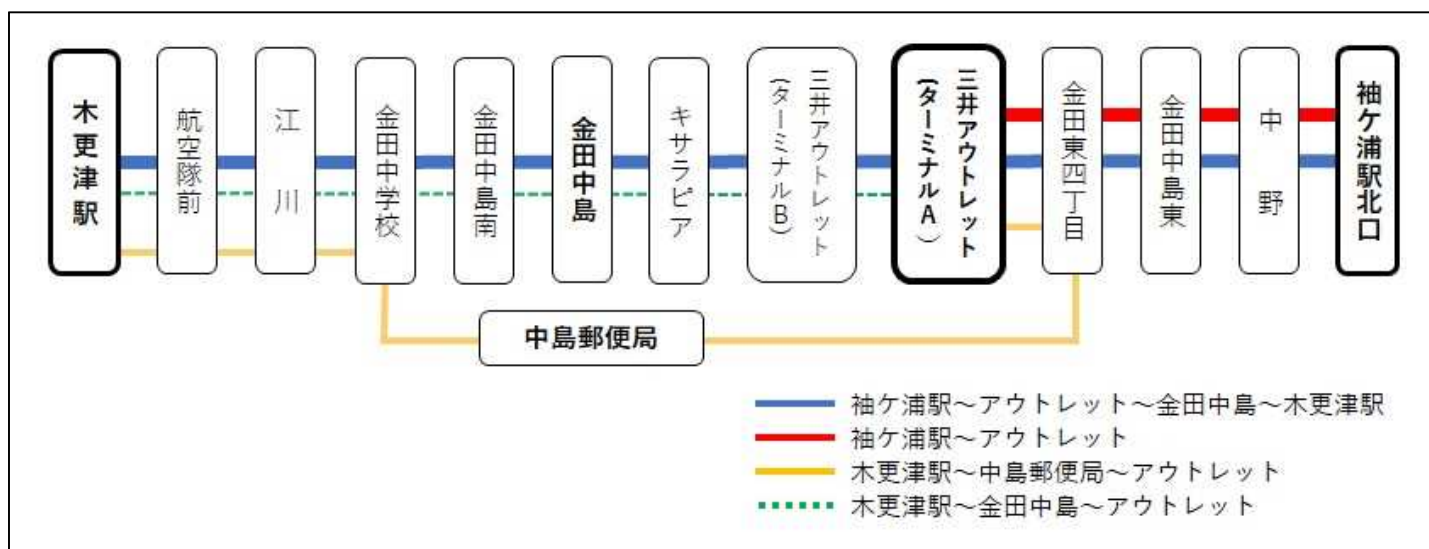 木更津駅
航空隊前
江川
金田中学校
金田中島南
金田中島
キサラピア
三井アウトレット
(ターミナルB)
三井アウトレット
(ターミナルA)
金田東四丁目
金田中島東
中野
袖ケ浦駅北口
中島郵便局
袖ケ浦駅～アウトレット～金田中島～木更津駅
袖ケ浦駅～アウトレット
木更津駅～中島郵便局～アウトレット
木更津駅～金田中島～アウトレット